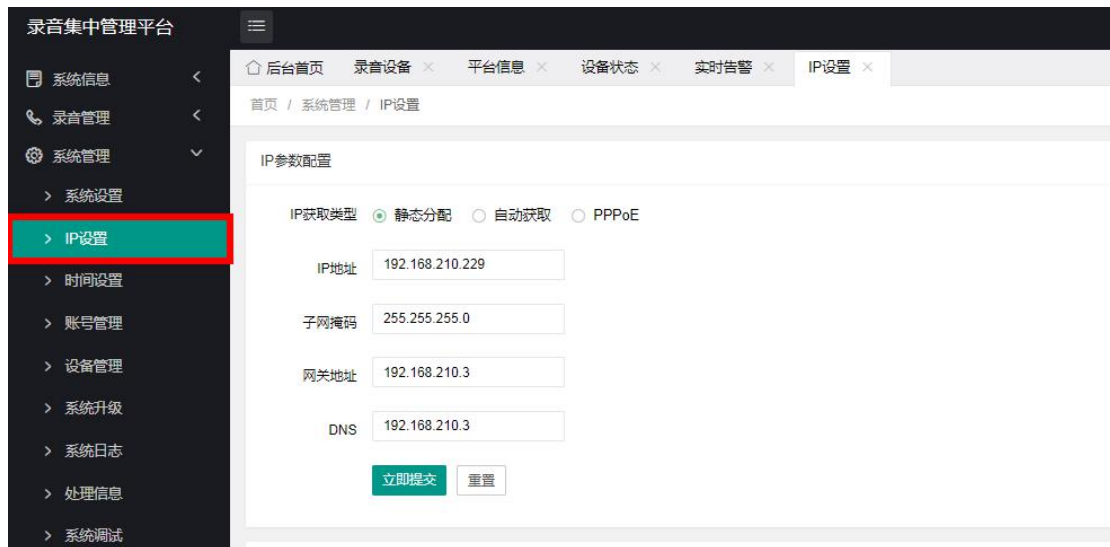 录音集中管理平台
系统信息
录音管理
系统管理
系统设置
IP设置
时间设置
账号管理
设备管理
系统升级
系统日志
处理信息
系统调试
后台首页 录音设备 平台信息 设备状态 实时告警 IP设置
首页 / 系统管理 / IP设置
IP参数配置
IP获取类型 静态分配 自动获取 PPPoE
IP地址 192.168.210.229
子网掩码 255.255.255.0
网关地址 192.168.210.3
DNS 192.168.210.3
立即提交 重置